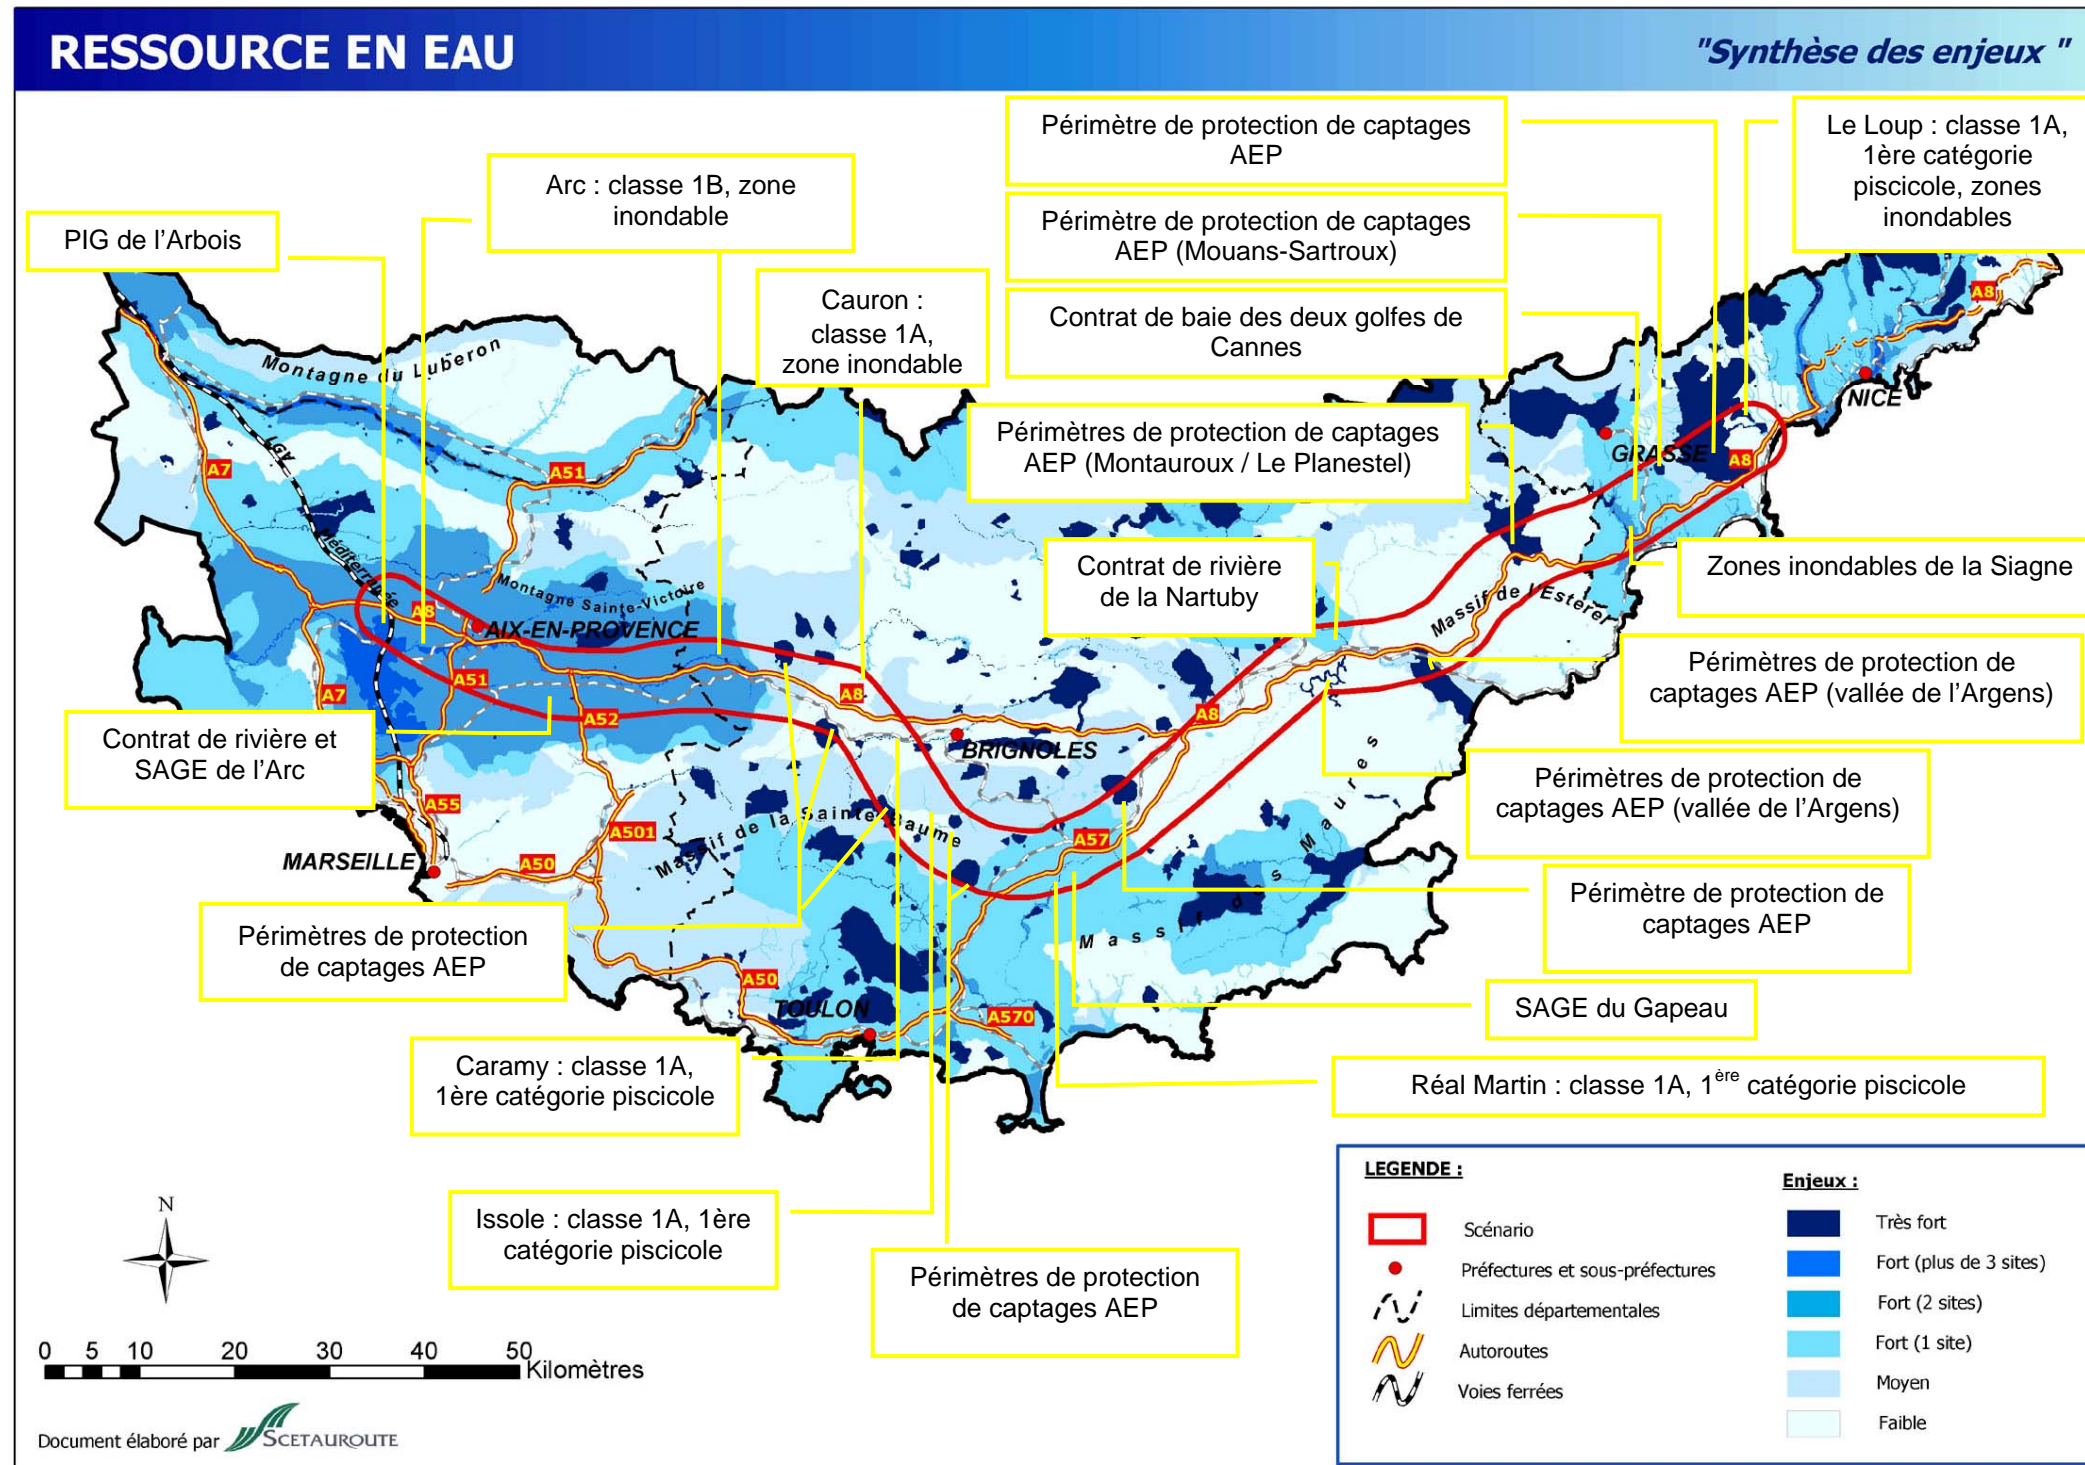 RESSOURCE EN EAU
"Synthèse des enjeux "
Périmètre de protection de captages
AEP
Le Loup : classe 1A,
1ère catégorie
piscicole, zones
inondables
Arc : classe 1B, zone
inondable
PIG de l'Arbois
Périmètre de protection de captages
AEP (Mouans-Sartroux)
Cauron :
classe 1A,
zone inondable
Contrat de baie des deux golfes de
Cannes
Périmètres de protection de captages
AEP (Montauroux / Le Planestel)
Contrat de rivière
de la Nartuby
Zones inondables de la Siagne
Périmètres de protection de
captages AEP (vallée de l'Argens)
Périmètres de protection de
captages AEP (vallée de l'Argens)
Périmètre de protection de
captages AEP
SAGE du Gapeau
Réal Martin : classe 1A, 1ère catégorie piscicole
Contrat de rivière et
SAGE de l'Arc
Périmètres de protection
de captages AEP
Caramy : classe 1A,
1ère catégorie piscicole
Issole : classe 1A, 1ère
catégorie piscicole
Périmètres de protection
de captages AEP
Montagne du Luberon
LGV
Méditerranée
Montagne Sainte-Victoire
Massif de la Sainte Baume
Massif des Maures
Massif de l'Estérel
A8
NICE
GRASSE
A8
A7
A51
A8
AIX-EN-PROVENCE
A51
A7
A52
A8
A8
BRIGNOLES
A55
A501
A57
MARSEILLE
A50
A50
TOULON
A570
N
0 5 10 20 30 40 50
Kilomètres
Document élaboré par SCETAUROUTE
LEGENDE :
Scénario
Préfectures et sous-préfectures
Limites départementales
Autoroutes
Voies ferrées
Enjeux :
Très fort
Fort (plus de 3 sites)
Fort (2 sites)
Fort (1 site)
Moyen
Faible